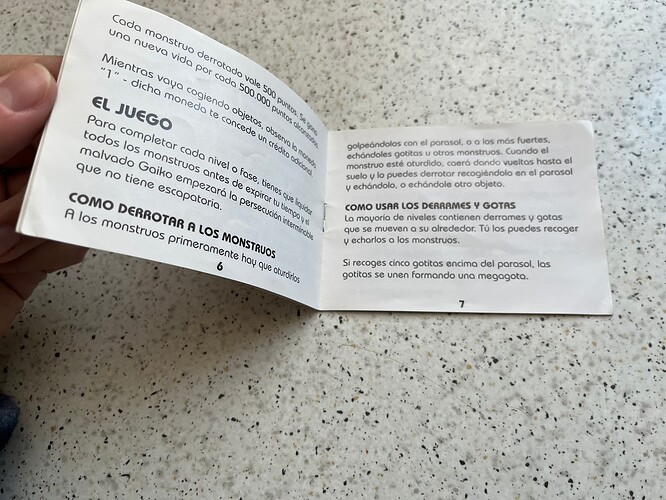 Cada monstruo derrotado vale 500 puntos. Se gana
una nueva vida por cada 500.000 puntos alcanzados.
Mientras vaya cogiendo objetos, observa la moneda
"1" - dicha moneda te concede un crédito adicional.
EL JUEGO
Para completar cada nivel o fase, tienes que liquidar
todos los monstruos antes de expirar tu tiempo y el
malvado Gaiko empezará la persecución interminable
que no tiene escapatoria.
COMO DERROTAR A LOS MONSTRUOS
A los monstruos primeramente hay que aturdirlos
6
golpeándolos con el parasol, o a los más fuertes,
echándoles gotitas u otros monstruos. Cuando el
monstruo esté aturdido, caerá dando vueltas hasta el
suelo y lo puedes derrotar recogiéndolo en el parasol
y echándolo, o echándole otro objeto.
COMO USAR LOS DERRAMES Y GOTAS
La mayoría de niveles contienen derrames y gotas
que se mueven a su alrededor. Tú los puedes recoger
y echarlos a los monstruos.
Si recoges cinco gotitas encima del parasol, las
gotitas se unen formando una megagota.
7